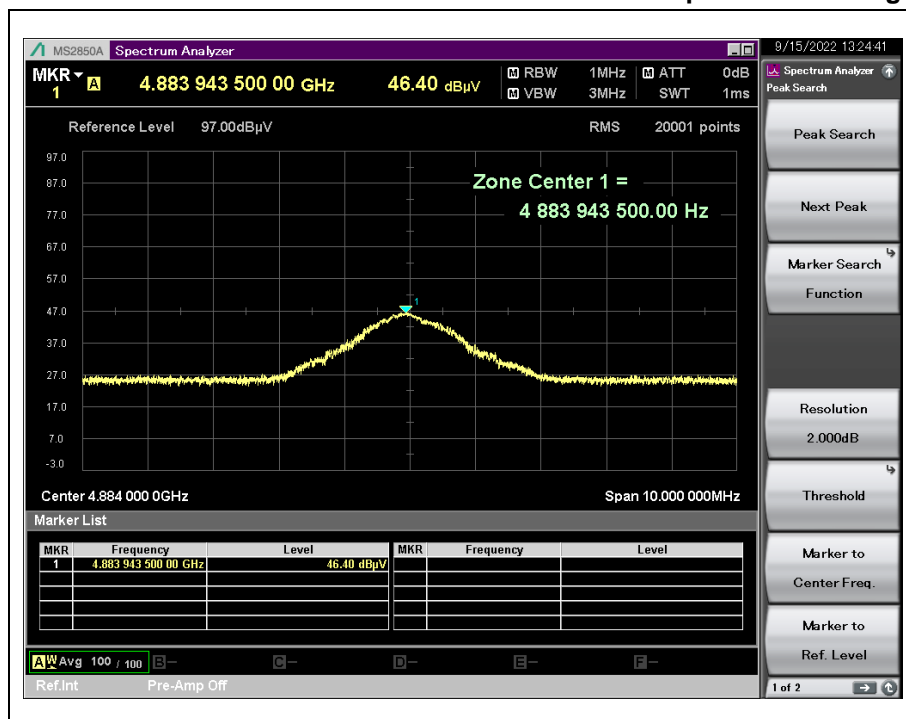 MS2850A Spectrum Analyzer
9/15/2022 13:24:41
MKR A 4.883 943 500 00 GHz 46.40 dBµV M RBW 1MHz M ATT 0dB
1 M VBW 3MHz SWT 1ms
Reference Level 97.00dBµV RMS 20001 points
97.0
87.0
77.0
67.0
57.0
47.0
37.0
27.0
17.0
7.0
-3.0
Zone Center 1 =
4 883 943 500.00 Hz
1
Center 4.884 000 0GHz Span 10.000 000MHz
Marker List
MKR Frequency Level MKR Frequency Level
1 4.883 943 500 00 GHz 46.40 dBµV
A W Avg 100 / 100 B- C- D- E- F-
Ref.Int Pre-Amp Off
Spectrum Analyzer
Peak Search
Peak Search
Next Peak
Marker Search
Function
Resolution
2.000dB
Threshold
Marker to
Center Freq.
Marker to
Ref. Level
1 of 2